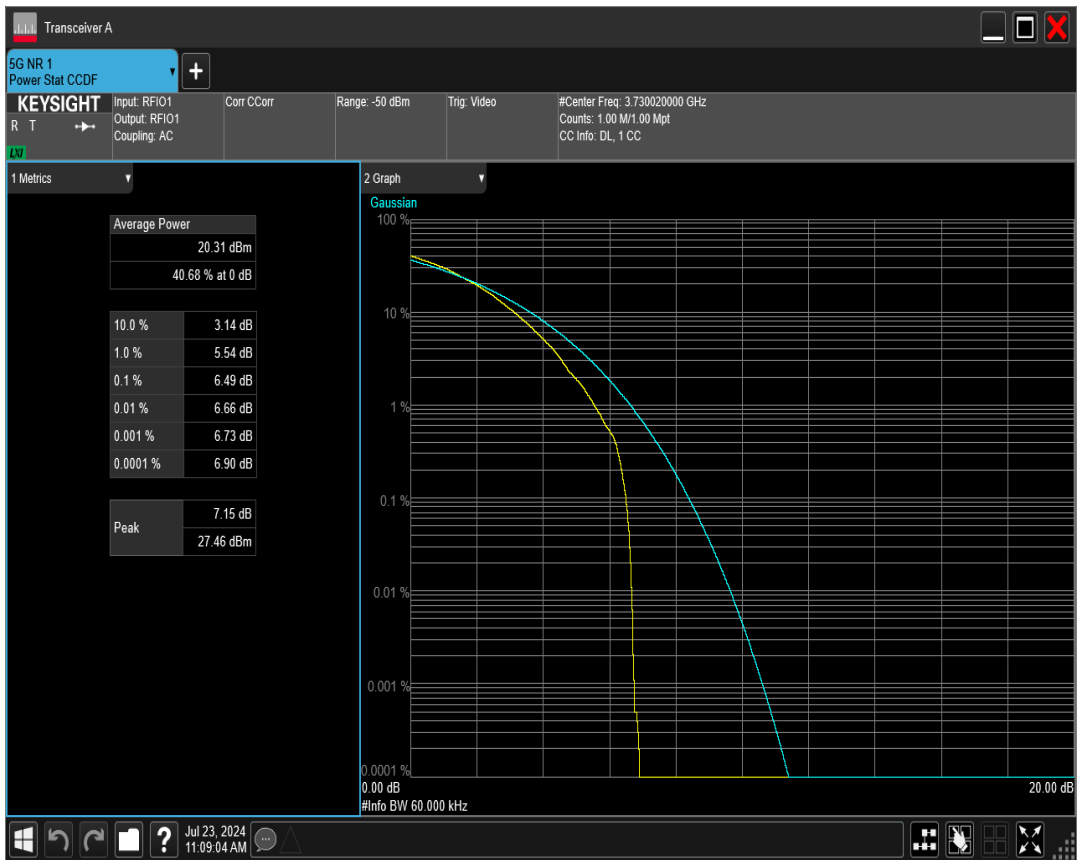 Transceiver A
5G NR 1
Power Stat CCDF
KEYSIGHT
R T
LXI
Input: RFIO1
Output: RFIO1
Coupling: AC
Corr CCorr
Range: -50 dBm
Trig: Video
#Center Freq: 3.730020000 GHz
Counts: 1.00 M/1.00 Mpt
CC Info: DL, 1 CC
1 Metrics
Average Power
20.31 dBm
40.68 % at 0 dB
10.0 % 3.14 dB
1.0 % 5.54 dB
0.1 % 6.49 dB
0.01 % 6.66 dB
0.001 % 6.73 dB
0.0001 % 6.90 dB
Peak 7.15 dB
27.46 dBm
2 Graph
Gaussian
100 %
10 %
1 %
0.1 %
0.01 %
0.001 %
0.0001 %
0.00 dB 20.00 dB
#Info BW 60.000 kHz
Jul 23, 2024
11:09:04 AM